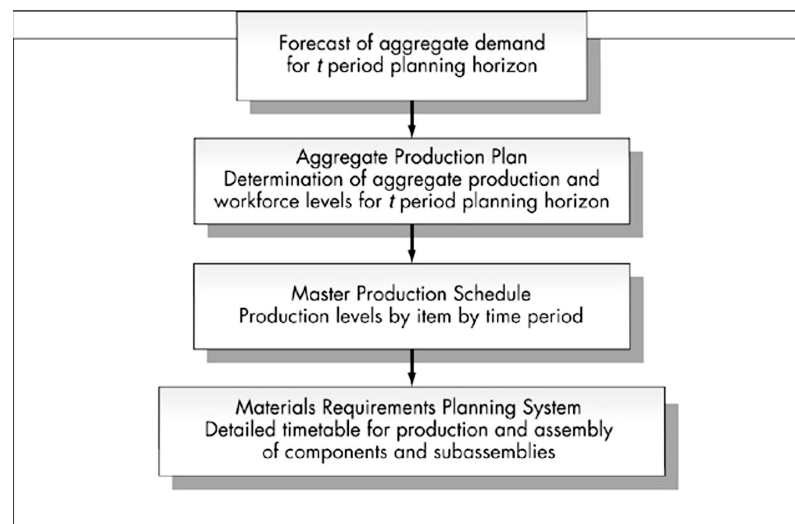 Forecast of aggregate demand
for t period planning horizon
Aggregate Production Plan
Determination of aggregate production and
workforce levels for t period planning horizon
Master Production Schedule
Production levels by item by time period
Materials Requirements Planning System
Detailed timetable for production and assembly
of components and subassemblies